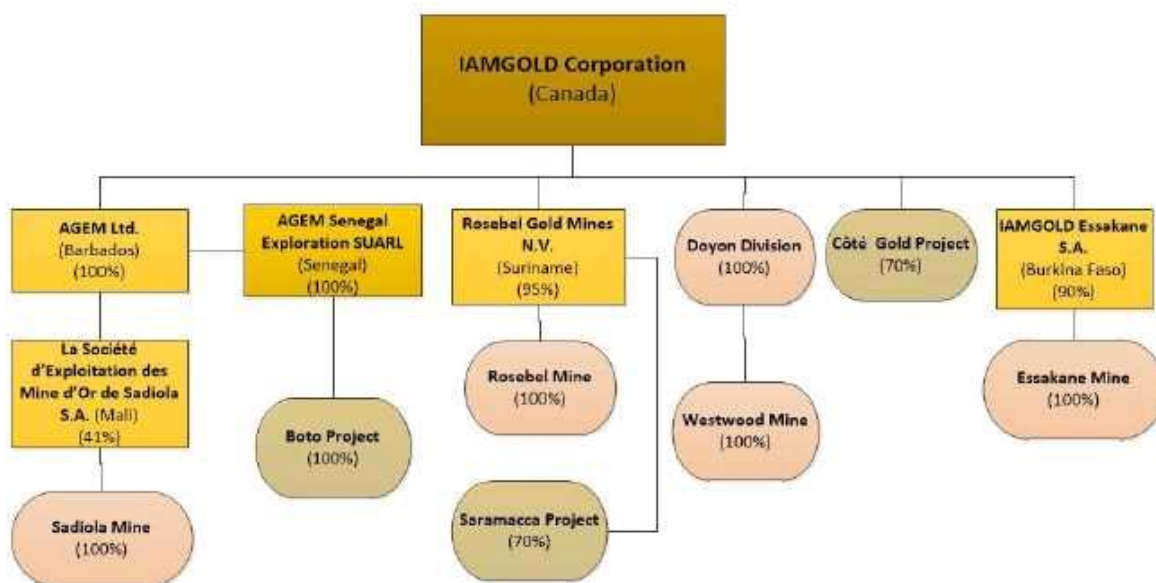 IAMGOLD Corporation
(Canada)
AGEM Ltd.
(Barbados)
(100%)
AGEM Senegal
Exploration SUARL
(Senegal)
(100%)
Rosebel Gold Mines
N.V.
(Suriname)
(95%)
Doyon Division
(100%)
Côté Gold Project
(70%)
IAMGOLD Essakane
S.A.
(Burkina Faso)
(90%)
La Société
d'Exploitation des
Mine d'Or de Sadiola
S.A. (Mali)
(41%)
Boto Project
(100%)
Rosebel Mine
(100%)
Westwood Mine
(100%)
Essakane Mine
(100%)
Sadiola Mine
(100%)
Saramacca Project
(70%)